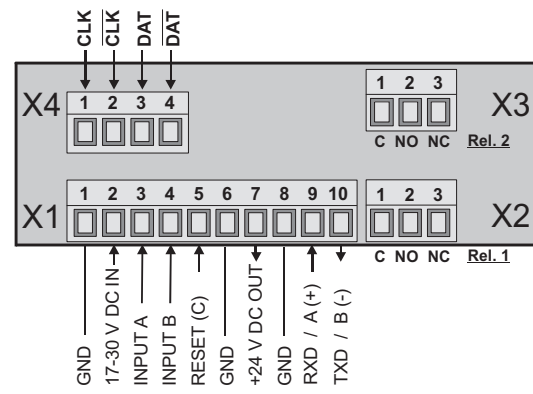 CLK C̅L̅K̅ DAT D̅A̅T̅
X4 1 2 3 4
1 2 3 X3
C NO NC Rel. 2
X1 1 2 3 4 5 6 7 8 9 10
1 2 3 X2
C NO NC Rel. 1
GND
17-30 V DC IN
INPUT A
INPUT B
RESET (C)
GND
+24 V DC OUT
GND
RXD / A (+)
TXD / B (-)